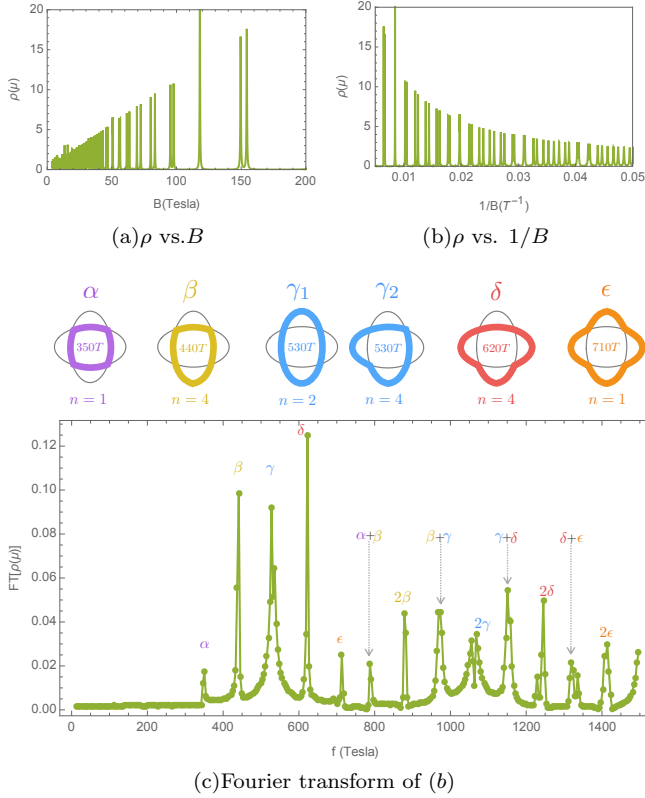 20
15
10
5
0
ρ(μ)
0 50 100 150 200
B(Tesla)
(a)ρ vs.B
20
15
10
5
0
ρ(μ)
0.01 0.02 0.03 0.04 0.05
1/B(T⁻¹)
(b)ρ vs. 1/B
α β γ₁ γ₂ δ ϵ
350T 440T 530T 530T 620T 710T
n = 1 n = 4 n = 2 n = 4 n = 4 n = 1
0.12
0.10
0.08
0.06
0.04
0.02
0.00
FT[ρ(μ)]
α
β
γ
δ
ϵ
α+β
2β
β+γ
2γ
γ+δ
2δ
δ+ϵ
2ϵ
0 200 400 600 800 1000 1200 1400
f (Tesla)
(c)Fourier transform of (b)